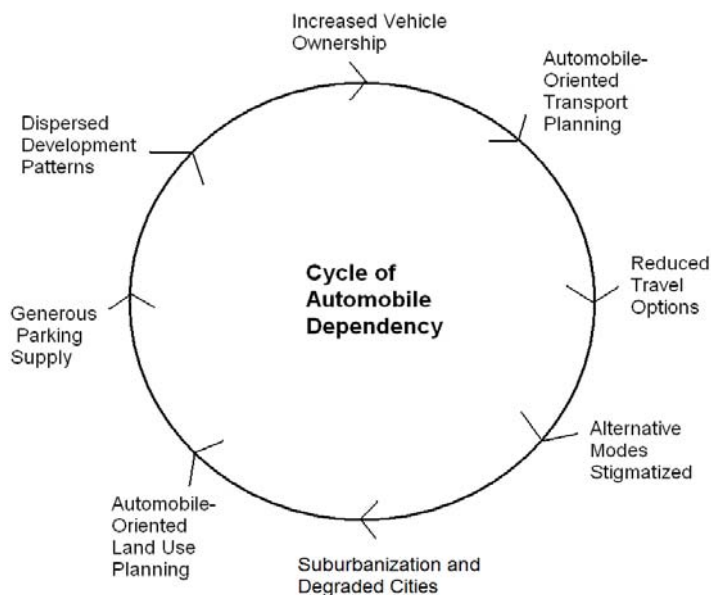 Increased Vehicle
Ownership
Automobile-
Oriented
Transport
Planning
Reduced
Travel
Options
Alternative
Modes
Stigmatized
Suburbanization and
Degraded Cities
Automobile-
Oriented
Land Use
Planning
Generous
Parking
Supply
Dispersed
Development
Patterns
Cycle of
Automobile
Dependency